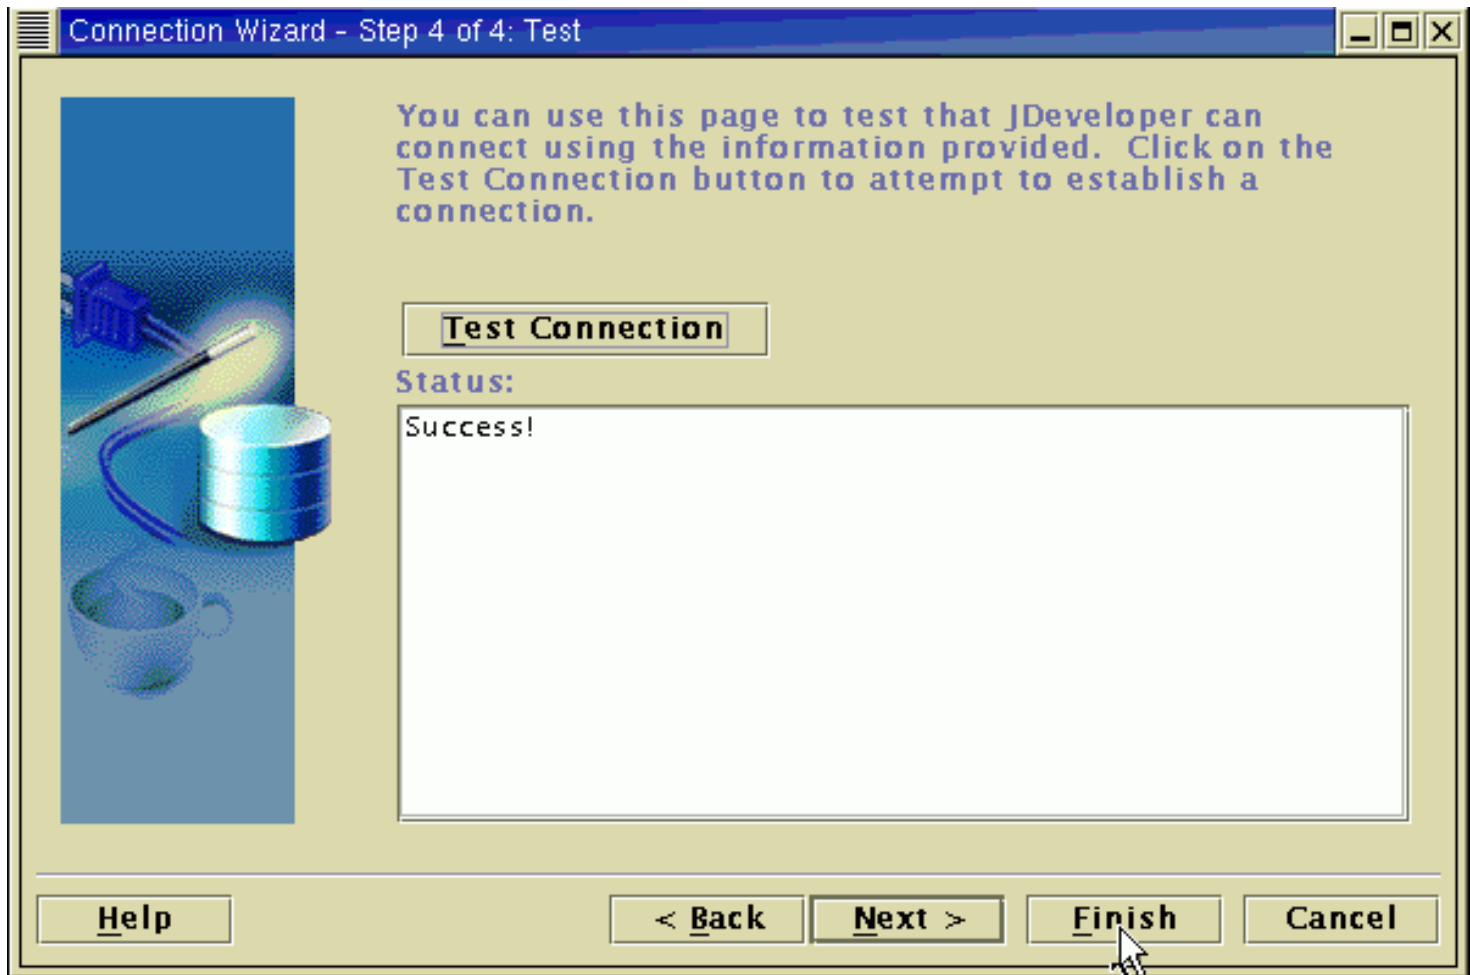 Connection Wizard - Step 4 of 4: Test
You can use this page to test that JDeveloper can
connect using the information provided.  Click on the
Test Connection button to attempt to establish a
connection.
Test Connection
Status:
Success!
Help
< Back
Next >
Finish
Cancel